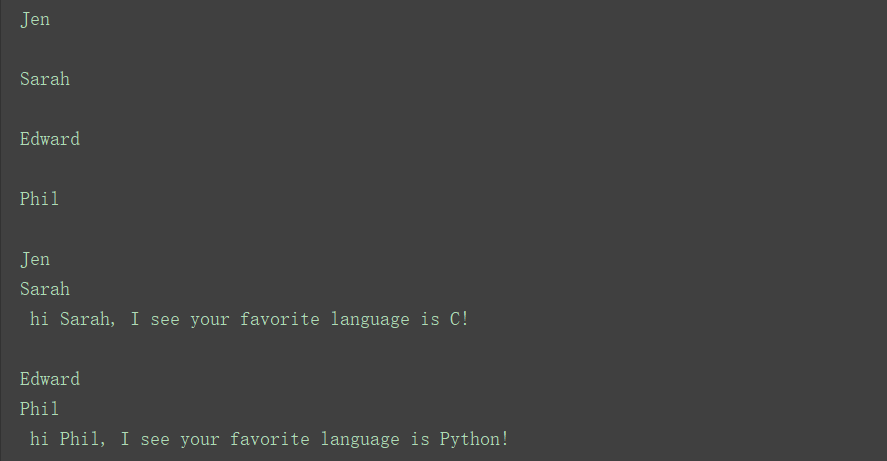 Jen
Sarah
Edward
Phil
Jen
Sarah
hi Sarah, I see your favorite language is C!
Edward
Phil
hi Phil, I see your favorite language is Python!